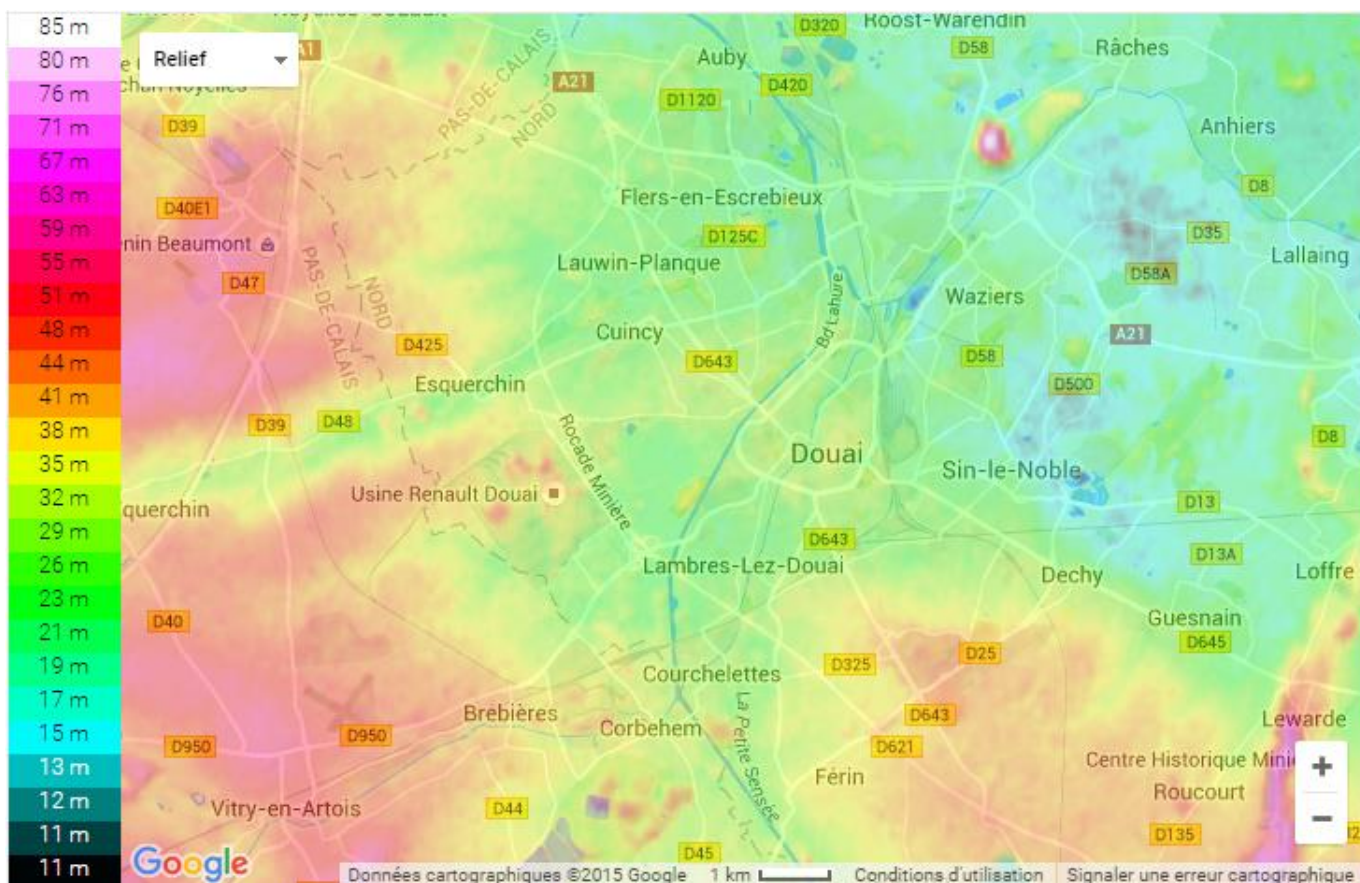 85 m
80 m
76 m
71 m
67 m
63 m
59 m
55 m
51 m
48 m
44 m
41 m
38 m
35 m
32 m
29 m
26 m
23 m
21 m
19 m
17 m
15 m
13 m
12 m
11 m
11 m
Relief
A1
D320
Roost-Warendin
D58
Râches
Auby
A21
D420
D1120
PAS-DE-CALAIS
NORD
D39
Anhiers
D8
Flers-en-Escrebieux
D40E1
D125C
D35
nin Beaumont
Lallaing
Lauwin-Planque
D58A
D47
PAS-DE-CALAIS
NORD
Waziers
Bd Lahure
Cuincy
A21
D425
D643
D58
Esquerchin
D500
D39
D48
D8
Rocade Minière
Douai
Sin-le-Noble
Usine Renault Douai
D13
querchin
D643
D13A
Lambres-Lez-Douai
Dechy
Loffre
D40
Guesnain
D645
D25
D325
Courchelettes
La Petite Sensée
Brebières
D643
Lewarde
Corbehem
D950
D950
D621
Centre Historique Mini
Férin
Roucourt
Vitry-en-Artois
D44
D135
D45
+
−
Google
Données cartographiques ©2015 Google 1 km Conditions d'utilisation Signaler une erreur cartographique